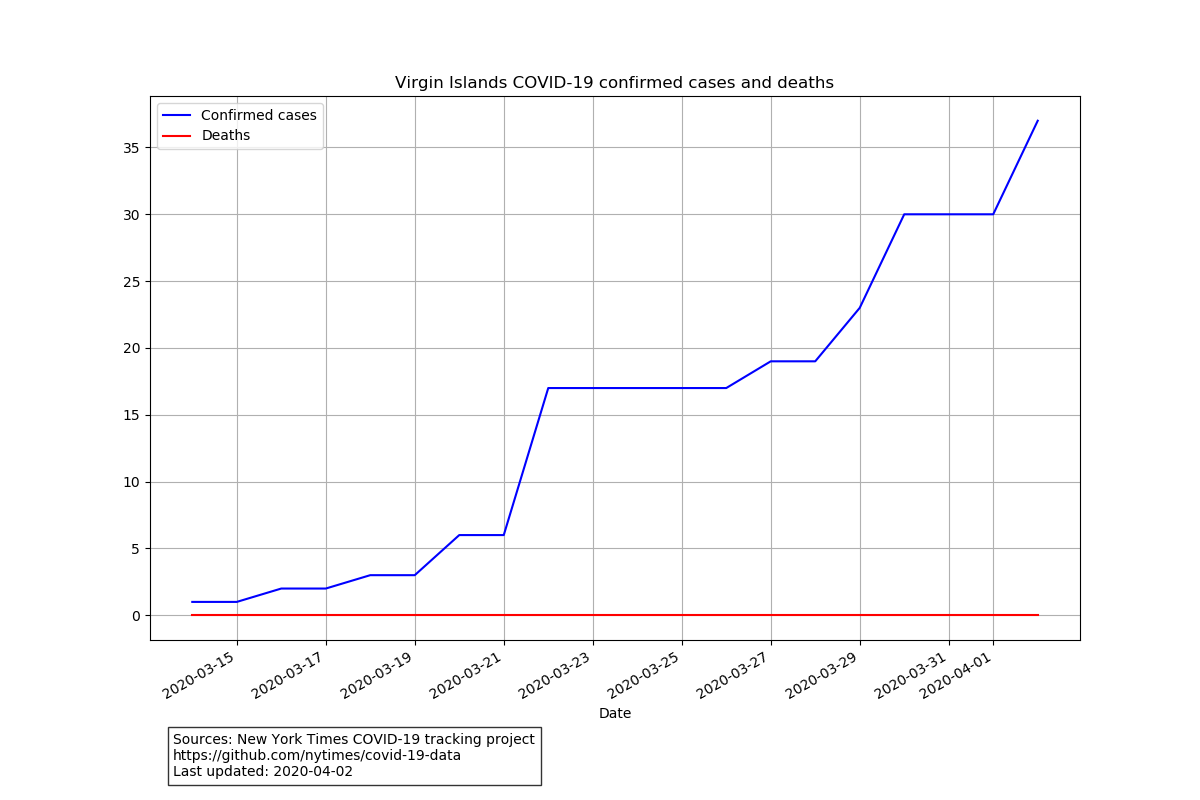 Virgin Islands COVID-19 confirmed cases and deaths
Confirmed cases
Deaths
35
30
25
20
15
10
5
0
2020-03-15
2020-03-17
2020-03-19
2020-03-21
2020-03-23
2020-03-25
2020-03-27
2020-03-29
2020-03-31
2020-04-01
Date
Sources: New York Times COVID-19 tracking project
https://github.com/nytimes/covid-19-data
Last updated: 2020-04-02